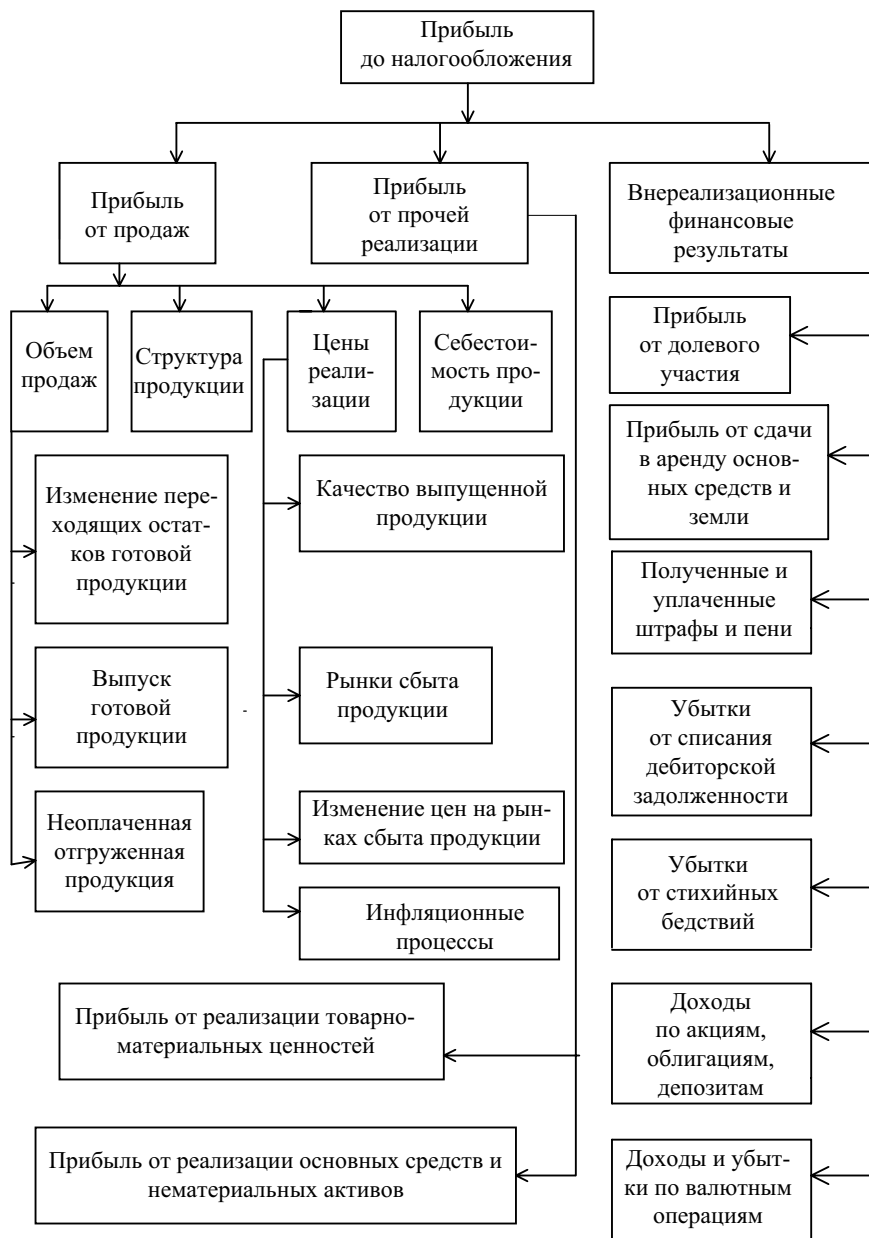 Прибыль
до налогообложения
Прибыль
от продаж
Прибыль
от прочей
реализации
Внереализационные
финансовые
результаты
Объем
продаж
Структура
продукции
Цены
реали-
зации
Себестои-
мость про-
дукции
Прибыль
от долевого
участия
Прибыль от сдачи
в аренду основ-
ных средств и
земли
Изменение пере-
ходящих остат-
ков готовой
продукции
Качество выпущенной
продукции
Полученные и
уплаченные
штрафы и пени
Выпуск
готовой
продукции
Рынки сбыта
продукции
Убытки
от списания
дебиторской
задолженности
Неоплаченная
отгруженная
продукция
Изменение цен на рын-
ках сбыта продукции
Убытки
от стихийных
бедствий
Инфляционные
процессы
Прибыль от реализации товарно-
материальных ценностей
Доходы
по акциям,
облигациям,
депозитам
Прибыль от реализации основных средств и
нематериальных активов
Доходы и убыт-
ки по валютным
операциям